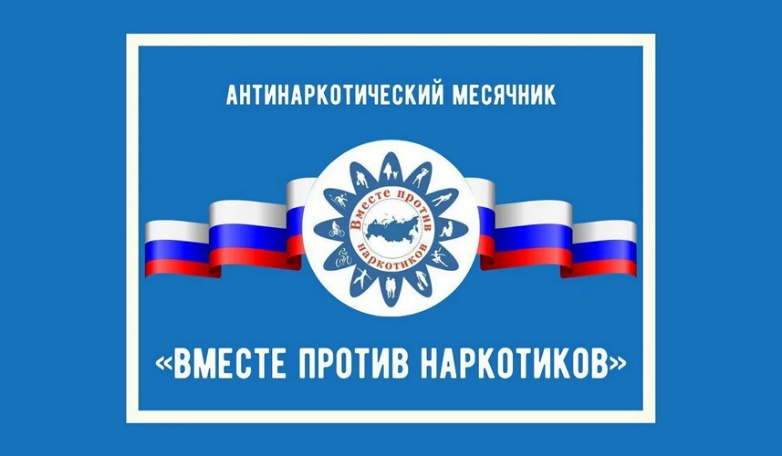 АНТИНАРКОТИЧЕСКИЙ МЕСЯЧНИК
Вместе против
наркотиков
«ВМЕСТЕ ПРОТИВ НАРКОТИКОВ»